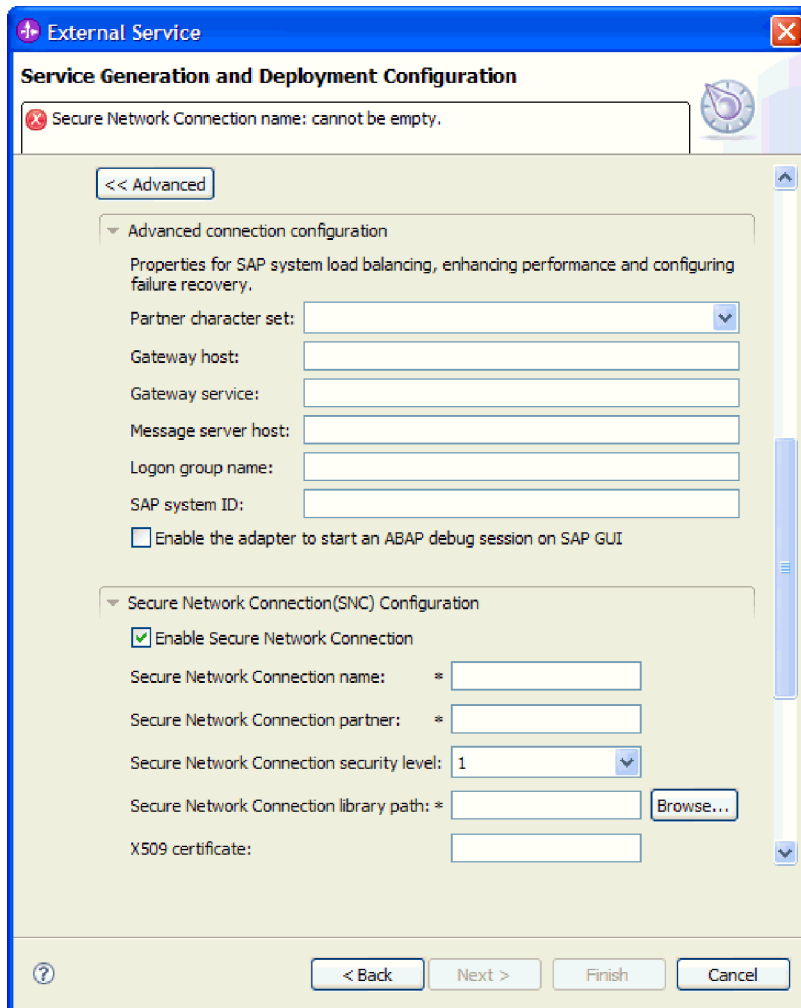 External Service
Service Generation and Deployment Configuration
Secure Network Connection name: cannot be empty.
<< Advanced
Advanced connection configuration
Properties for SAP system load balancing, enhancing performance and configuring
failure recovery.
Partner character set:
Gateway host:
Gateway service:
Message server host:
Logon group name:
SAP system ID:
Enable the adapter to start an ABAP debug session on SAP GUI
Secure Network Connection(SNC) Configuration
Enable Secure Network Connection
Secure Network Connection name: *
Secure Network Connection partner: *
Secure Network Connection security level: 1
Secure Network Connection library path: * Browse...
X509 certificate:
? < Back Next > Finish Cancel